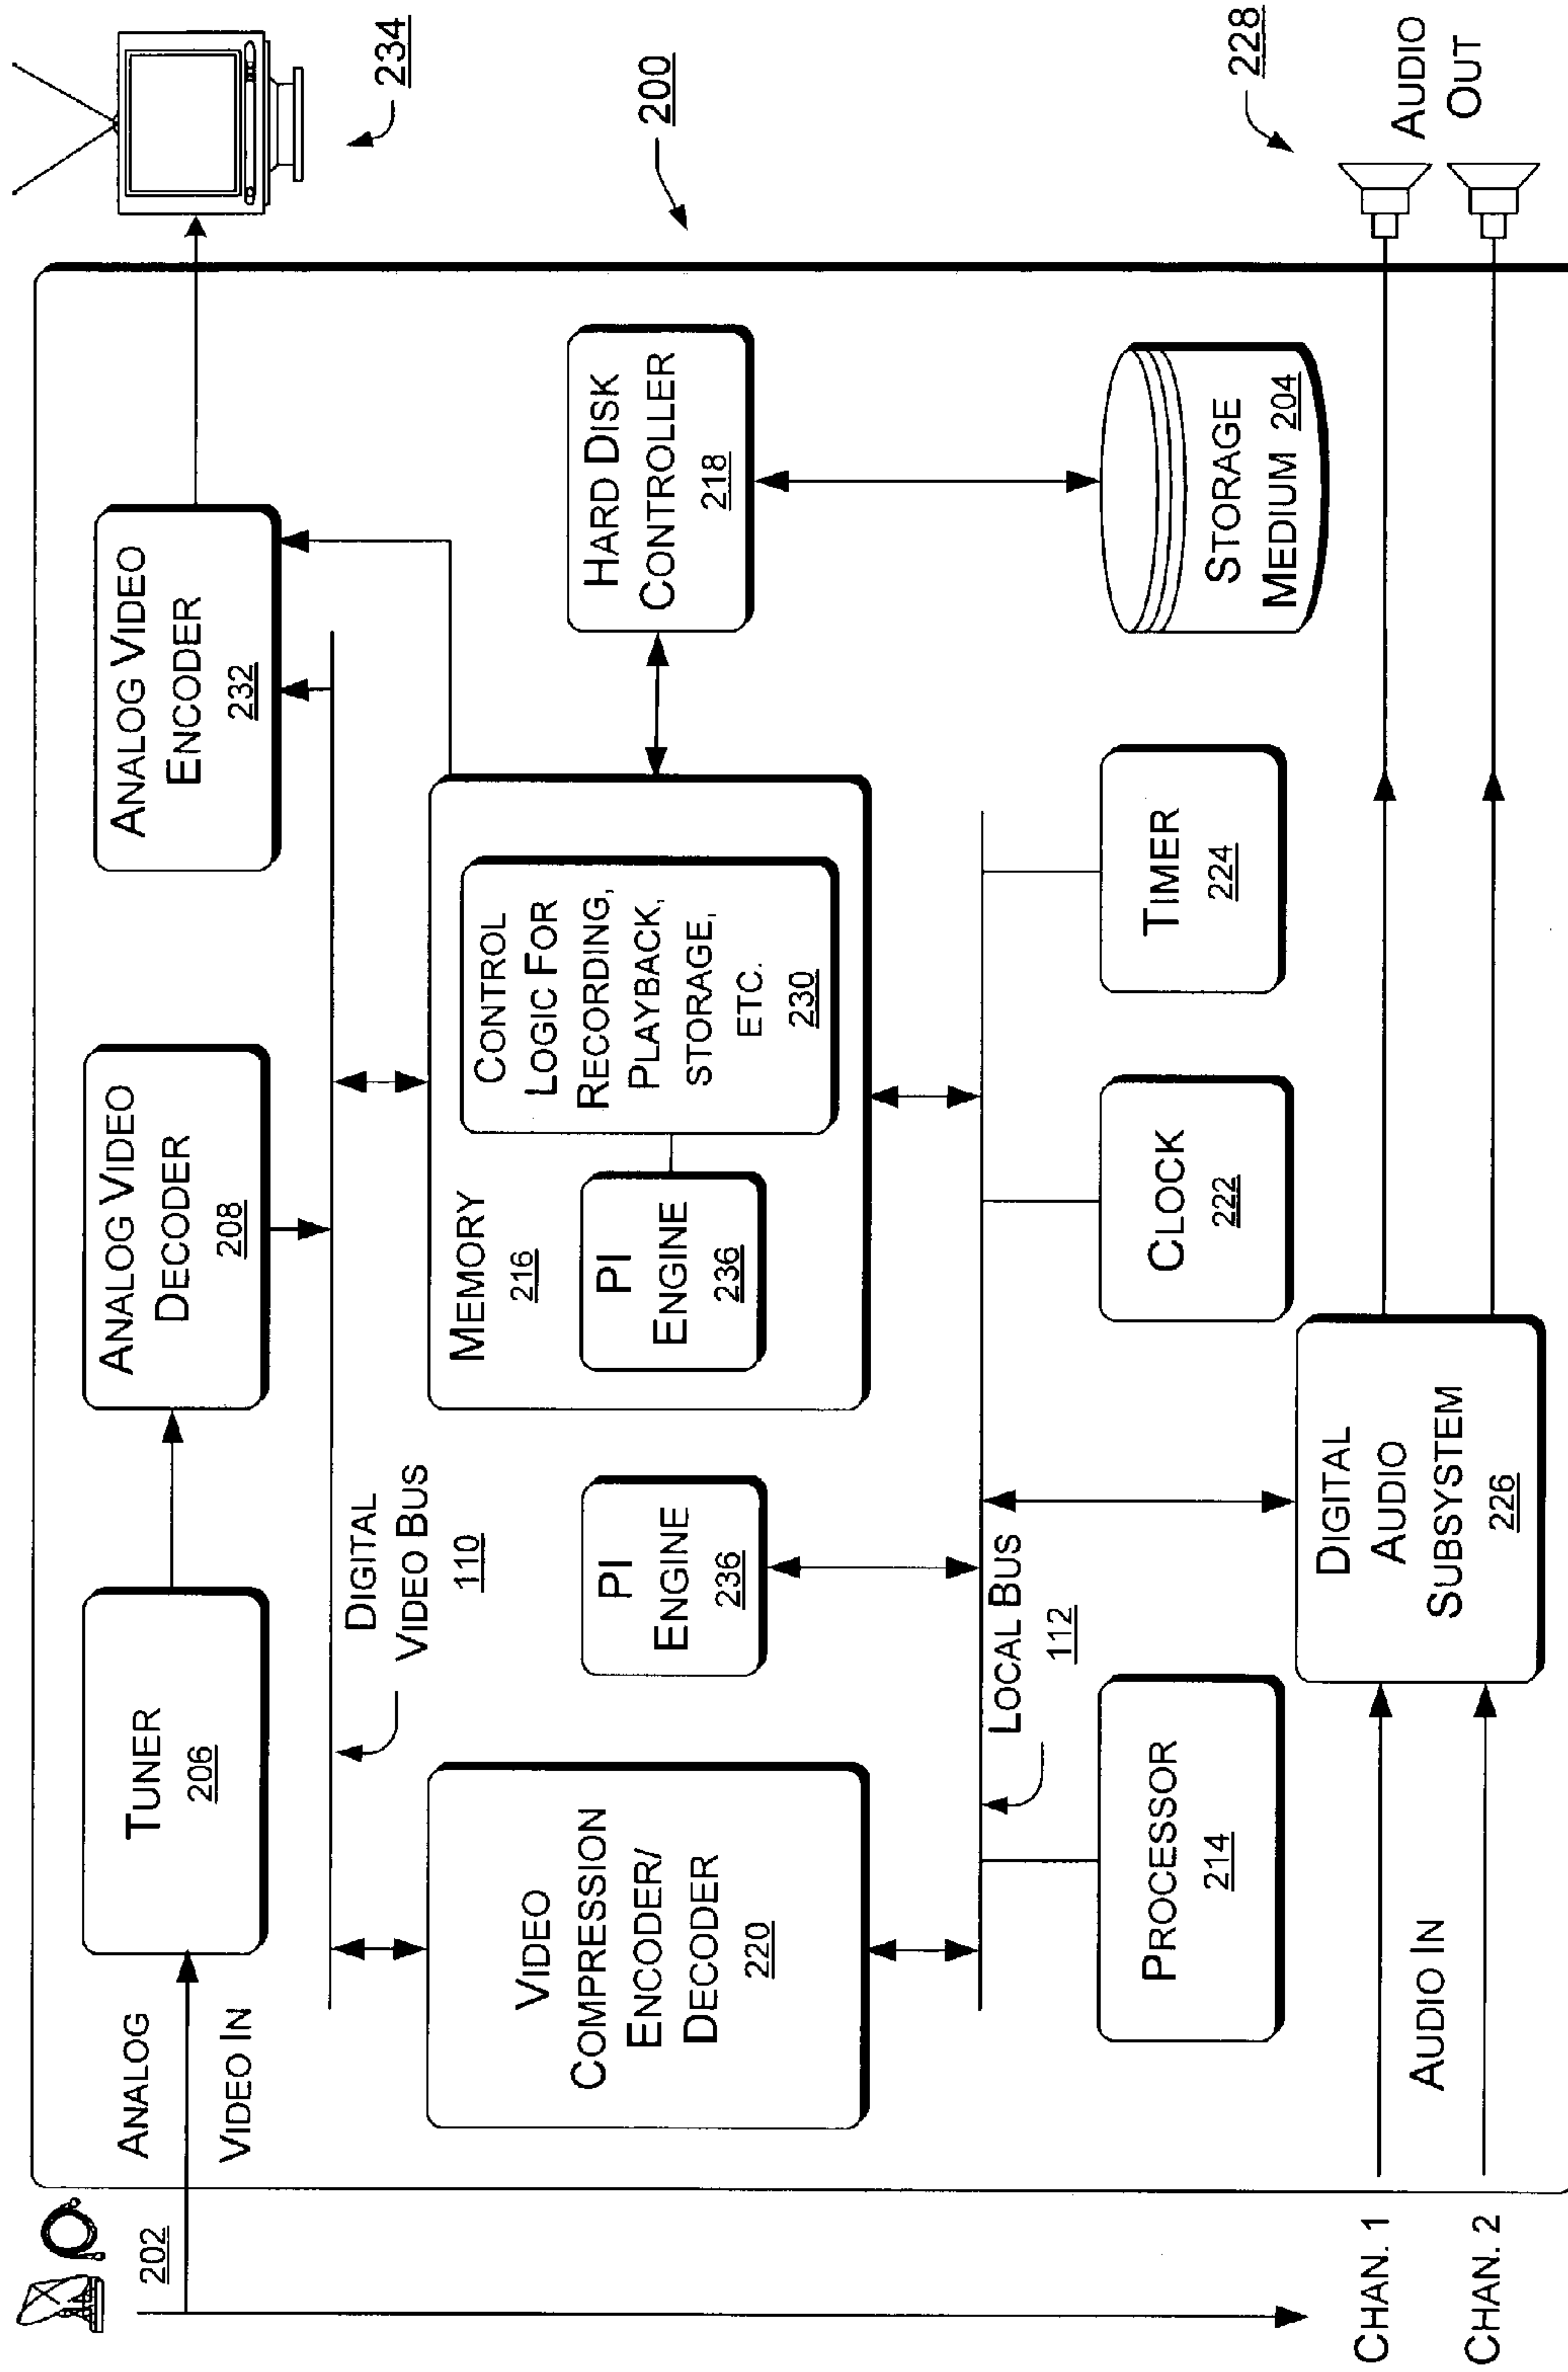 202
ANALOG
VIDEO IN
TUNER
206
ANALOG VIDEO
DECODER
208
ANALOG VIDEO
ENCODER
232
234
200
DIGITAL
VIDEO BUS
110
VIDEO
COMPRESSION
ENCODER/
DECODER
220
PI
ENGINE
236
MEMORY
216
PI
ENGINE
236
CONTROL
LOGIC FOR
RECORDING,
PLAYBACK,
STORAGE,
ETC.
230
HARD DISK
CONTROLLER
218
LOCAL BUS
112
PROCESSOR
214
CLOCK
222
TIMER
224
STORAGE
MEDIUM 204
228
CHAN. 1
AUDIO IN
CHAN. 2
DIGITAL
AUDIO
SUBSYSTEM
226
AUDIO
OUT